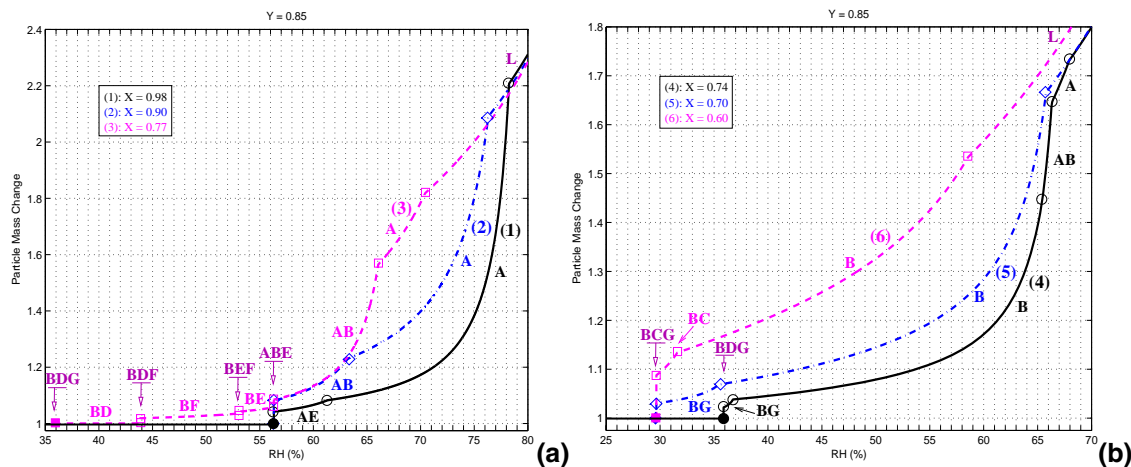 Y = 0.85
2.4
2.2
2
1.8
1.6
1.4
1.2
1
Particle Mass Change
(1): X = 0.98
(2): X = 0.90
(3): X = 0.77
L
(3)
A
(2)
(1)
A
A
AB
ABE
AB
BEF
BE
AE
BDF
BF
BDG
BD
35 40 45 50 55 60 65 70 75 80
RH (%)
(a)
Y = 0.85
1.8
1.7
1.6
1.5
1.4
1.3
1.2
1.1
1
Particle Mass Change
(4): X = 0.74
(5): X = 0.70
(6): X = 0.60
L
A
AB
(6)
B
(5)
(4)
B
B
BC
BCG
BDG
BG
BG
25 30 35 40 45 50 55 60 65 70
RH (%)
(b)